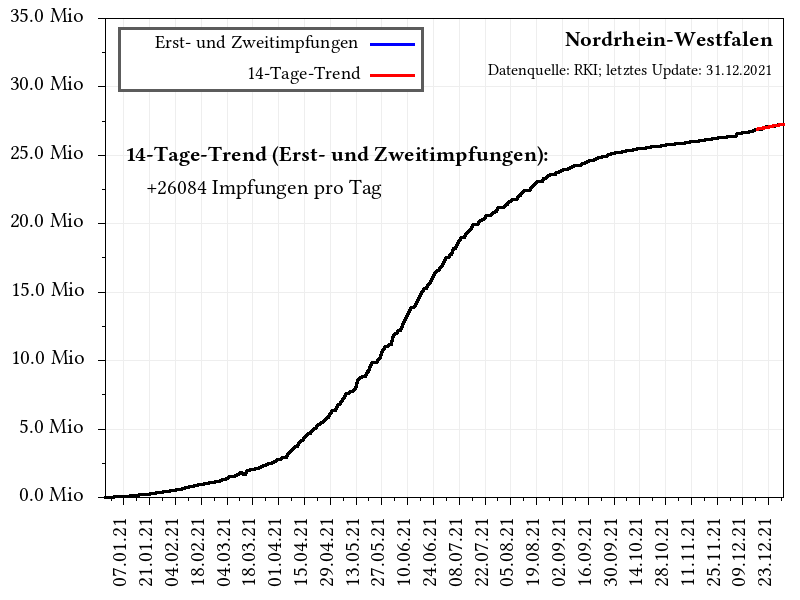 35.0 Mio
30.0 Mio
25.0 Mio
20.0 Mio
15.0 Mio
10.0 Mio
5.0 Mio
0.0 Mio
Erst- und Zweitimpfungen
14-Tage-Trend
Nordrhein-Westfalen
Datenquelle: RKI; letztes Update: 31.12.2021
14-Tage-Trend (Erst- und Zweitimpfungen):
+26084 Impfungen pro Tag
07.01.21
21.01.21
04.02.21
18.02.21
04.03.21
18.03.21
01.04.21
15.04.21
29.04.21
13.05.21
27.05.21
10.06.21
24.06.21
08.07.21
22.07.21
05.08.21
19.08.21
02.09.21
16.09.21
30.09.21
14.10.21
28.10.21
11.11.21
25.11.21
09.12.21
23.12.21